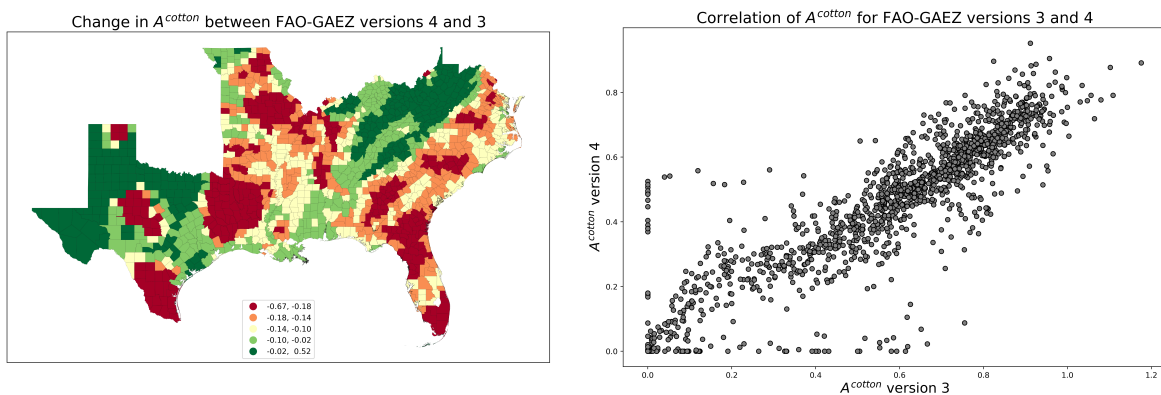 Change in A^cotton between FAO-GAEZ versions 4 and 3
-0.67, -0.18
-0.18, -0.14
-0.14, -0.10
-0.10, -0.02
-0.02, 0.52
Correlation of A^cotton for FAO-GAEZ versions 3 and 4
A^cotton version 4
0.8
0.6
0.4
0.2
0.0
0.0 0.2 0.4 0.6 0.8 1.0 1.2
A^cotton version 3